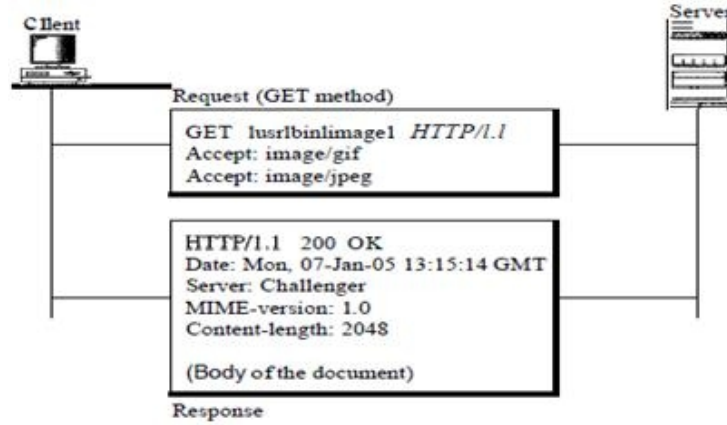 CIlent
Server
Request (GET method)
GET lusrlbinlimage1 HTTP/l.l
Accept: image/gif
Accept: image/jpeg
HTTP/1.1 200 OK
Date: Mon, 07-Jan-05 13:15:14 GMT
Server: Challenger
MIME-version: 1.0
Content-length: 2048
(Body of the document)
Response